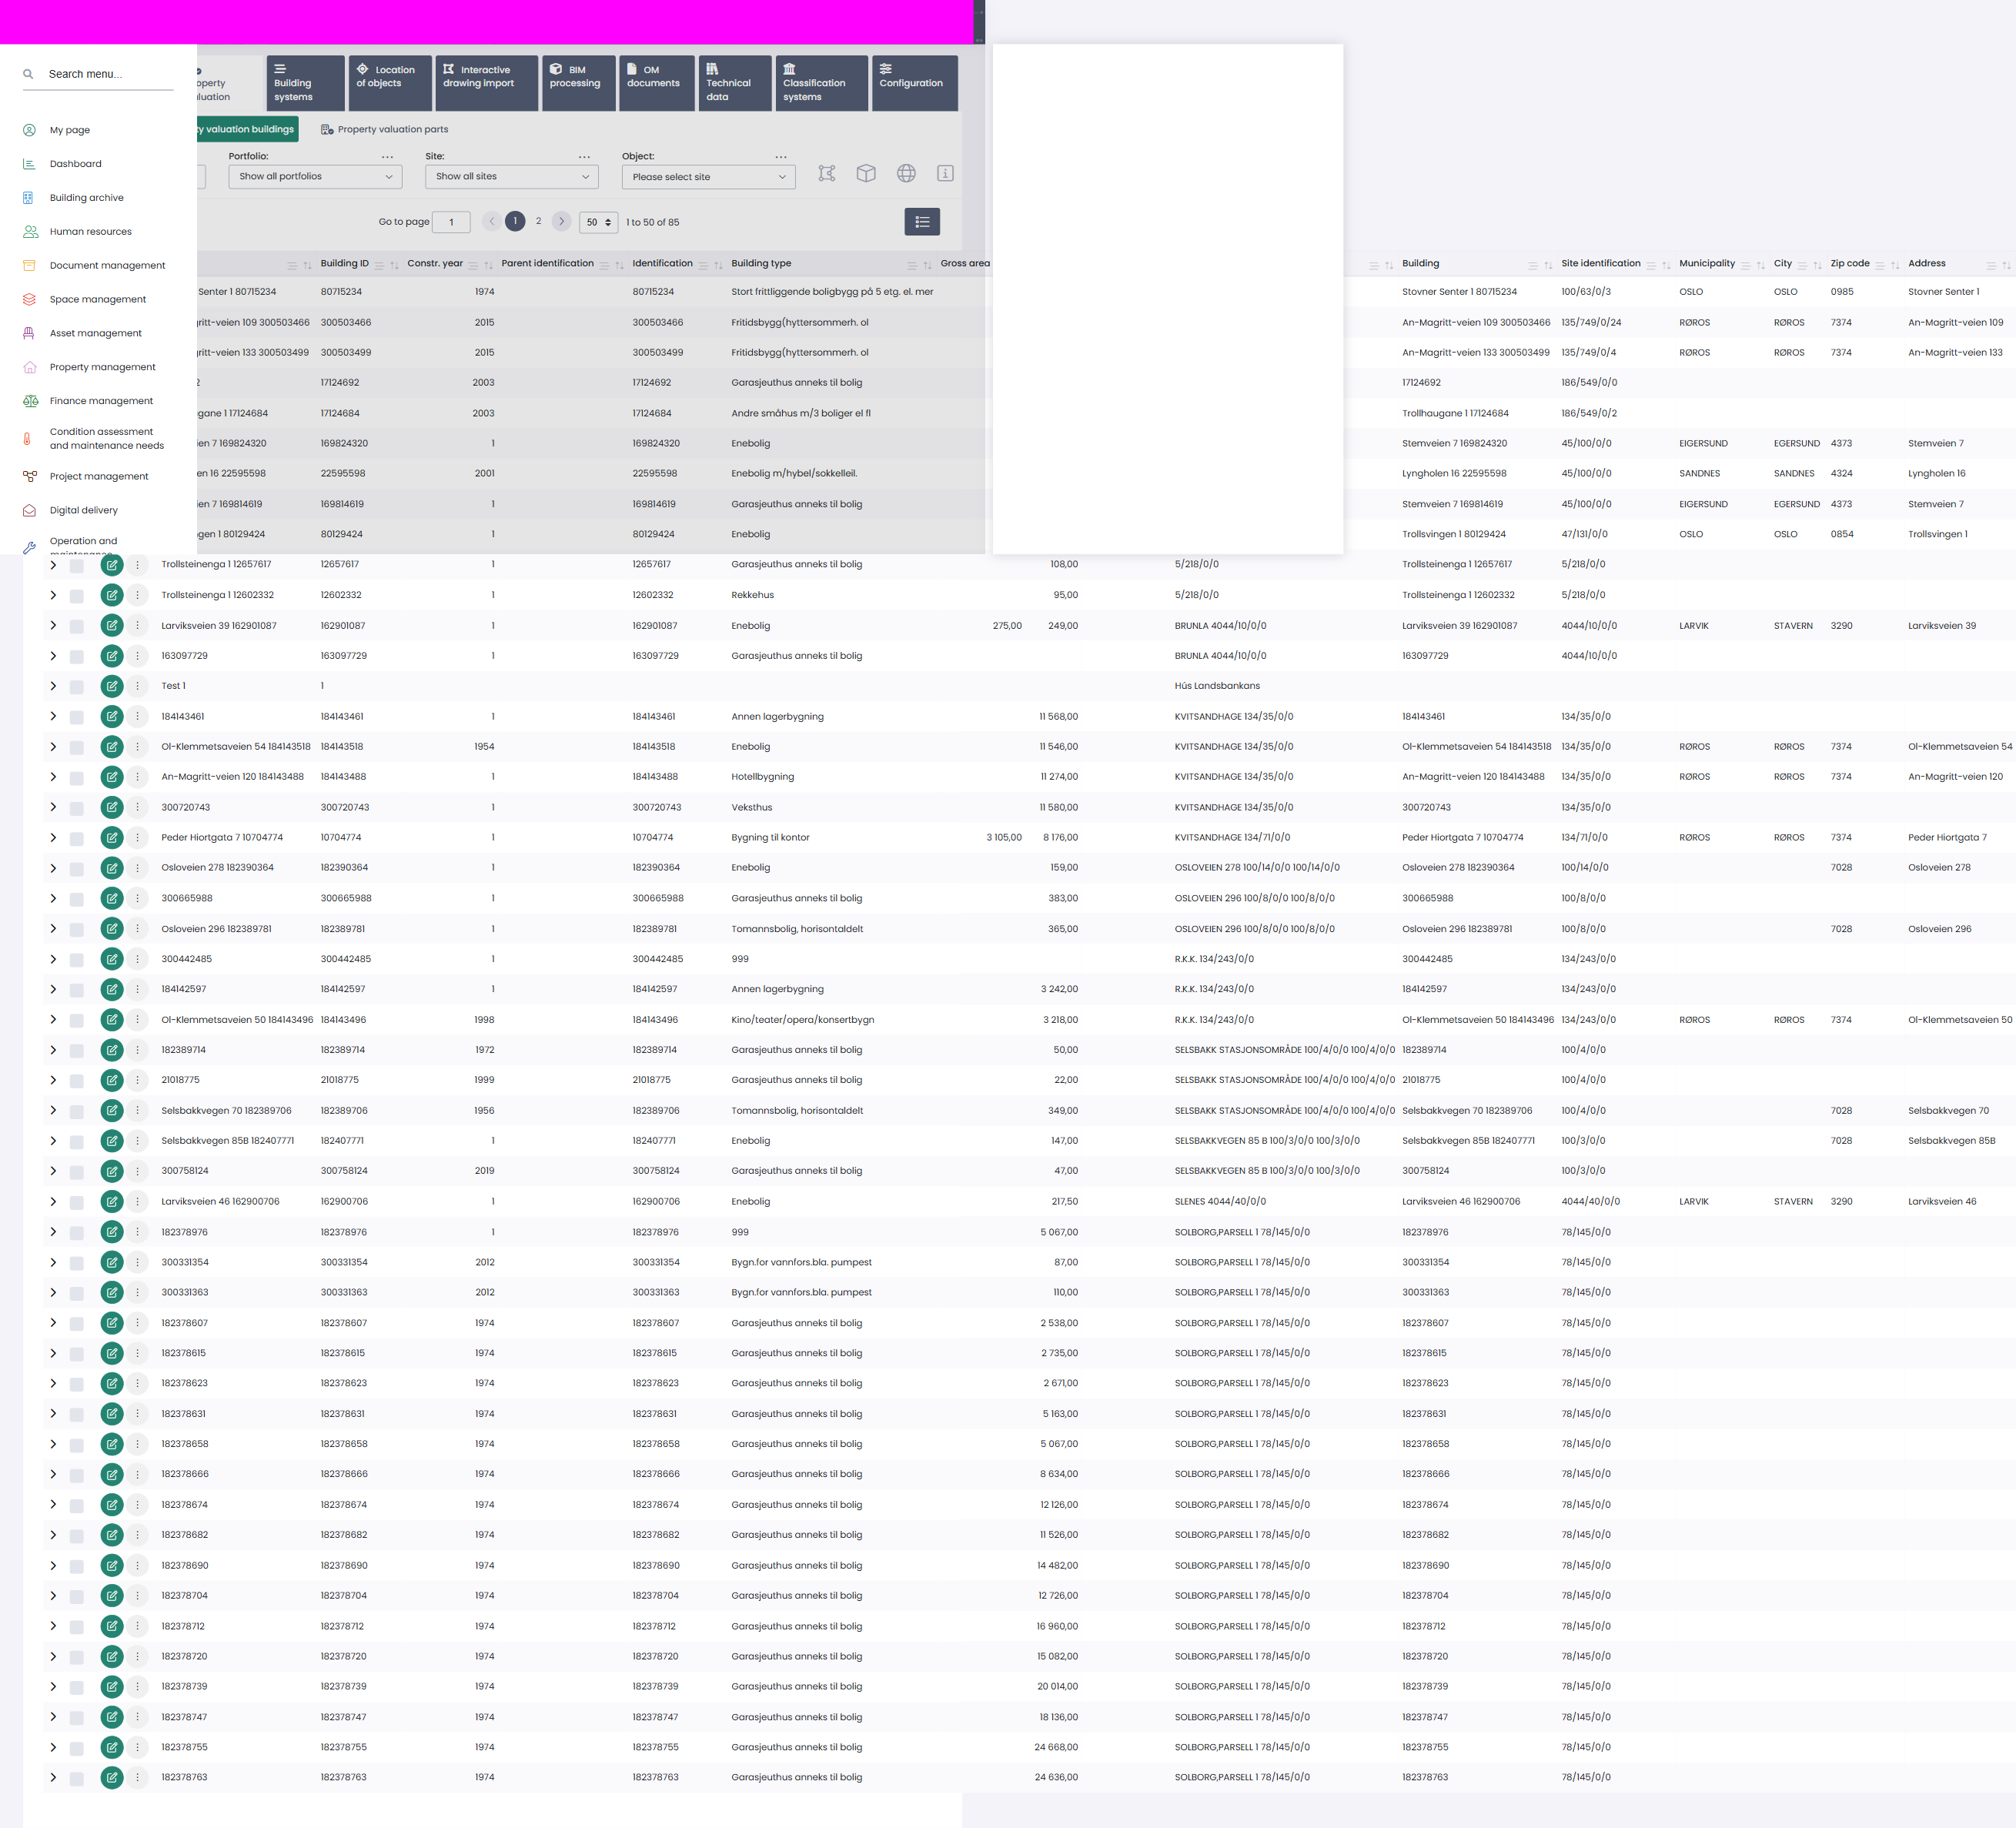 Search menu...
My page
Dashboard
Building archive
Human resources
Document management
Space management
Asset management
Property management
Finance management
Condition assessment
and maintenance needs
Project management
Digital delivery
Operation and
Building
systems
Location
of objects
Interactive
drawing import
BIM
processing
OM
documents
Technical
data
Classification
systems
Configuration
valuation buildings
Property valuation parts
Portfolio: ... Site: ... Object: ...
Show all portfolios Show all sites Please select site
Go to page 1 1 2 50 1 to 50 of 85
Building ID Constr. year Parent identification Identification Building type Gross area Building Site identification Municipality City Zip code Address
Senter 1 80715234 80715234 1974 80715234 Stort frittliggende boligbygg på 5 etg. el. mer Stovner Senter 1 80715234 100/63/0/3 OSLO OSLO 0985 Stovner Senter 1
ritt-veien 109 300503466 300503466 2015 300503466 Fritidsbygg(hyttersommerh. ol An-Magritt-veien 109 300503466 135/749/0/24 RØROS RØROS 7374 An-Magritt-veien 109
ritt-veien 133 300503499 300503499 2015 300503499 Fritidsbygg(hyttersommerh. ol An-Magritt-veien 133 300503499 135/749/0/4 RØROS RØROS 7374 An-Magritt-veien 133
2 17124692 2003 17124692 Garasjeuthus anneks til bolig 17124692 186/549/0/0
gane 1 17124684 17124684 2003 17124684 Andre småhus m/3 boliger el fl Trollhaugane 1 17124684 186/549/0/2
ien 7 169824320 169824320 1 169824320 Enebolig Stemveien 7 169824320 45/100/0/0 EIGERSUND EGERSUND 4373 Stemveien 7
en 16 22595598 22595598 2001 22595598 Enebolig m/hybel/sokkelleil. Lyngholen 16 22595598 45/100/0/0 SANDNES SANDNES 4324 Lyngholen 16
ien 7 169814619 169814619 1 169814619 Garasjeuthus anneks til bolig Stemveien 7 169814619 45/100/0/0 EIGERSUND EGERSUND 4373 Stemveien 7
gen 1 80129424 80129424 1 80129424 Enebolig Trollsvingen 1 80129424 47/131/0/0 OSLO OSLO 0854 Trollsvingen 1
Trollsteinenga 1 12657617 12657617 1 12657617 Garasjeuthus anneks til bolig 108,00 5/218/0/0 Trollsteinenga 1 12657617 5/218/0/0
Trollsteinenga 1 12602332 12602332 1 12602332 Rekkehus 95,00 5/218/0/0 Trollsteinenga 1 12602332 5/218/0/0
Larviksveien 39 162901087 162901087 1 162901087 Enebolig 275,00 249,00 BRUNLA 4044/10/0/0 Larviksveien 39 162901087 4044/10/0/0 LARVIK STAVERN 3290 Larviksveien 39
163097729 163097729 1 163097729 Garasjeuthus anneks til bolig BRUNLA 4044/10/0/0 163097729 4044/10/0/0
Test 1 1 Hús Landsbankans
184143461 184143461 1 184143461 Annen lagerbygning 11 568,00 KVITSANDHAGE 134/35/0/0 184143461 134/35/0/0
Ol-Klemmetsaveien 54 184143518 184143518 1954 184143518 Enebolig 11 546,00 KVITSANDHAGE 134/35/0/0 Ol-Klemmetsaveien 54 184143518 134/35/0/0 RØROS RØROS 7374 Ol-Klemmetsaveien 54
An-Magritt-veien 120 184143488 184143488 1 184143488 Hotellbygning 11 274,00 KVITSANDHAGE 134/35/0/0 An-Magritt-veien 120 184143488 134/35/0/0 RØROS RØROS 7374 An-Magritt-veien 120
300720743 300720743 1 300720743 Veksthus 11 580,00 KVITSANDHAGE 134/35/0/0 300720743 134/35/0/0
Peder Hiortgata 7 10704774 10704774 1 10704774 Bygning til kontor 3 105,00 8 176,00 KVITSANDHAGE 134/71/0/0 Peder Hiortgata 7 10704774 134/71/0/0 RØROS RØROS 7374 Peder Hiortgata 7
Osloveien 278 182390364 182390364 1 182390364 Enebolig 159,00 OSLOVEIEN 278 100/14/0/0 100/14/0/0 Osloveien 278 182390364 100/14/0/0 7028 Osloveien 278
300665988 300665988 1 300665988 Garasjeuthus anneks til bolig 383,00 OSLOVEIEN 296 100/8/0/0 100/8/0/0 300665988 100/8/0/0
Osloveien 296 182389781 182389781 1 182389781 Tomannsbolig, horisontaldelt 365,00 OSLOVEIEN 296 100/8/0/0 100/8/0/0 Osloveien 296 182389781 100/8/0/0 7028 Osloveien 296
300442485 300442485 1 300442485 999 R.K.K. 134/243/0/0 300442485 134/243/0/0
184142597 184142597 1 184142597 Annen lagerbygning 3 242,00 R.K.K. 134/243/0/0 184142597 134/243/0/0
Ol-Klemmetsaveien 50 184143496 184143496 1998 184143496 Kino/teater/opera/konsertbygn 3 218,00 R.K.K. 134/243/0/0 Ol-Klemmetsaveien 50 184143496 134/243/0/0 RØROS RØROS 7374 Ol-Klemmetsaveien 50
182389714 182389714 1972 182389714 Garasjeuthus anneks til bolig 50,00 SELSBAKK STASJONSOMRÅDE 100/4/0/0 100/4/0/0 182389714 100/4/0/0
21018775 21018775 1999 21018775 Garasjeuthus anneks til bolig 22,00 SELSBAKK STASJONSOMRÅDE 100/4/0/0 100/4/0/0 21018775 100/4/0/0
Selsbakkvegen 70 182389706 182389706 1956 182389706 Tomannsbolig, horisontaldelt 349,00 SELSBAKK STASJONSOMRÅDE 100/4/0/0 100/4/0/0 Selsbakkvegen 70 182389706 100/4/0/0 7028 Selsbakkvegen 70
Selsbakkvegen 85B 182407771 182407771 1 182407771 Enebolig 147,00 SELSBAKKVEGEN 85 B 100/3/0/0 100/3/0/0 Selsbakkvegen 85B 182407771 100/3/0/0 7028 Selsbakkvegen 85B
300758124 300758124 2019 300758124 Garasjeuthus anneks til bolig 47,00 SELSBAKKVEGEN 85 B 100/3/0/0 100/3/0/0 300758124 100/3/0/0
Larviksveien 46 162900706 162900706 1 162900706 Enebolig 217,50 SLENES 4044/40/0/0 Larviksveien 46 162900706 4044/40/0/0 LARVIK STAVERN 3290 Larviksveien 46
182378976 182378976 1 182378976 999 5 067,00 SOLBORG,PARSELL 1 78/145/0/0 182378976 78/145/0/0
300331354 300331354 2012 300331354 Bygn.for vannfors.bla. pumpest 87,00 SOLBORG,PARSELL 1 78/145/0/0 300331354 78/145/0/0
300331363 300331363 2012 300331363 Bygn.for vannfors.bla. pumpest 110,00 SOLBORG,PARSELL 1 78/145/0/0 300331363 78/145/0/0
182378607 182378607 1974 182378607 Garasjeuthus anneks til bolig 2 538,00 SOLBORG,PARSELL 1 78/145/0/0 182378607 78/145/0/0
182378615 182378615 1974 182378615 Garasjeuthus anneks til bolig 2 735,00 SOLBORG,PARSELL 1 78/145/0/0 182378615 78/145/0/0
182378623 182378623 1974 182378623 Garasjeuthus anneks til bolig 2 671,00 SOLBORG,PARSELL 1 78/145/0/0 182378623 78/145/0/0
182378631 182378631 1974 182378631 Garasjeuthus anneks til bolig 5 163,00 SOLBORG,PARSELL 1 78/145/0/0 182378631 78/145/0/0
182378658 182378658 1974 182378658 Garasjeuthus anneks til bolig 5 067,00 SOLBORG,PARSELL 1 78/145/0/0 182378658 78/145/0/0
182378666 182378666 1974 182378666 Garasjeuthus anneks til bolig 8 634,00 SOLBORG,PARSELL 1 78/145/0/0 182378666 78/145/0/0
182378674 182378674 1974 182378674 Garasjeuthus anneks til bolig 12 126,00 SOLBORG,PARSELL 1 78/145/0/0 182378674 78/145/0/0
182378682 182378682 1974 182378682 Garasjeuthus anneks til bolig 11 526,00 SOLBORG,PARSELL 1 78/145/0/0 182378682 78/145/0/0
182378690 182378690 1974 182378690 Garasjeuthus anneks til bolig 14 482,00 SOLBORG,PARSELL 1 78/145/0/0 182378690 78/145/0/0
182378704 182378704 1974 182378704 Garasjeuthus anneks til bolig 12 726,00 SOLBORG,PARSELL 1 78/145/0/0 182378704 78/145/0/0
182378712 182378712 1974 182378712 Garasjeuthus anneks til bolig 16 960,00 SOLBORG,PARSELL 1 78/145/0/0 182378712 78/145/0/0
182378720 182378720 1974 182378720 Garasjeuthus anneks til bolig 15 082,00 SOLBORG,PARSELL 1 78/145/0/0 182378720 78/145/0/0
182378739 182378739 1974 182378739 Garasjeuthus anneks til bolig 20 014,00 SOLBORG,PARSELL 1 78/145/0/0 182378739 78/145/0/0
182378747 182378747 1974 182378747 Garasjeuthus anneks til bolig 18 136,00 SOLBORG,PARSELL 1 78/145/0/0 182378747 78/145/0/0
182378755 182378755 1974 182378755 Garasjeuthus anneks til bolig 24 668,00 SOLBORG,PARSELL 1 78/145/0/0 182378755 78/145/0/0
182378763 182378763 1974 182378763 Garasjeuthus anneks til bolig 24 636,00 SOLBORG,PARSELL 1 78/145/0/0 182378763 78/145/0/0